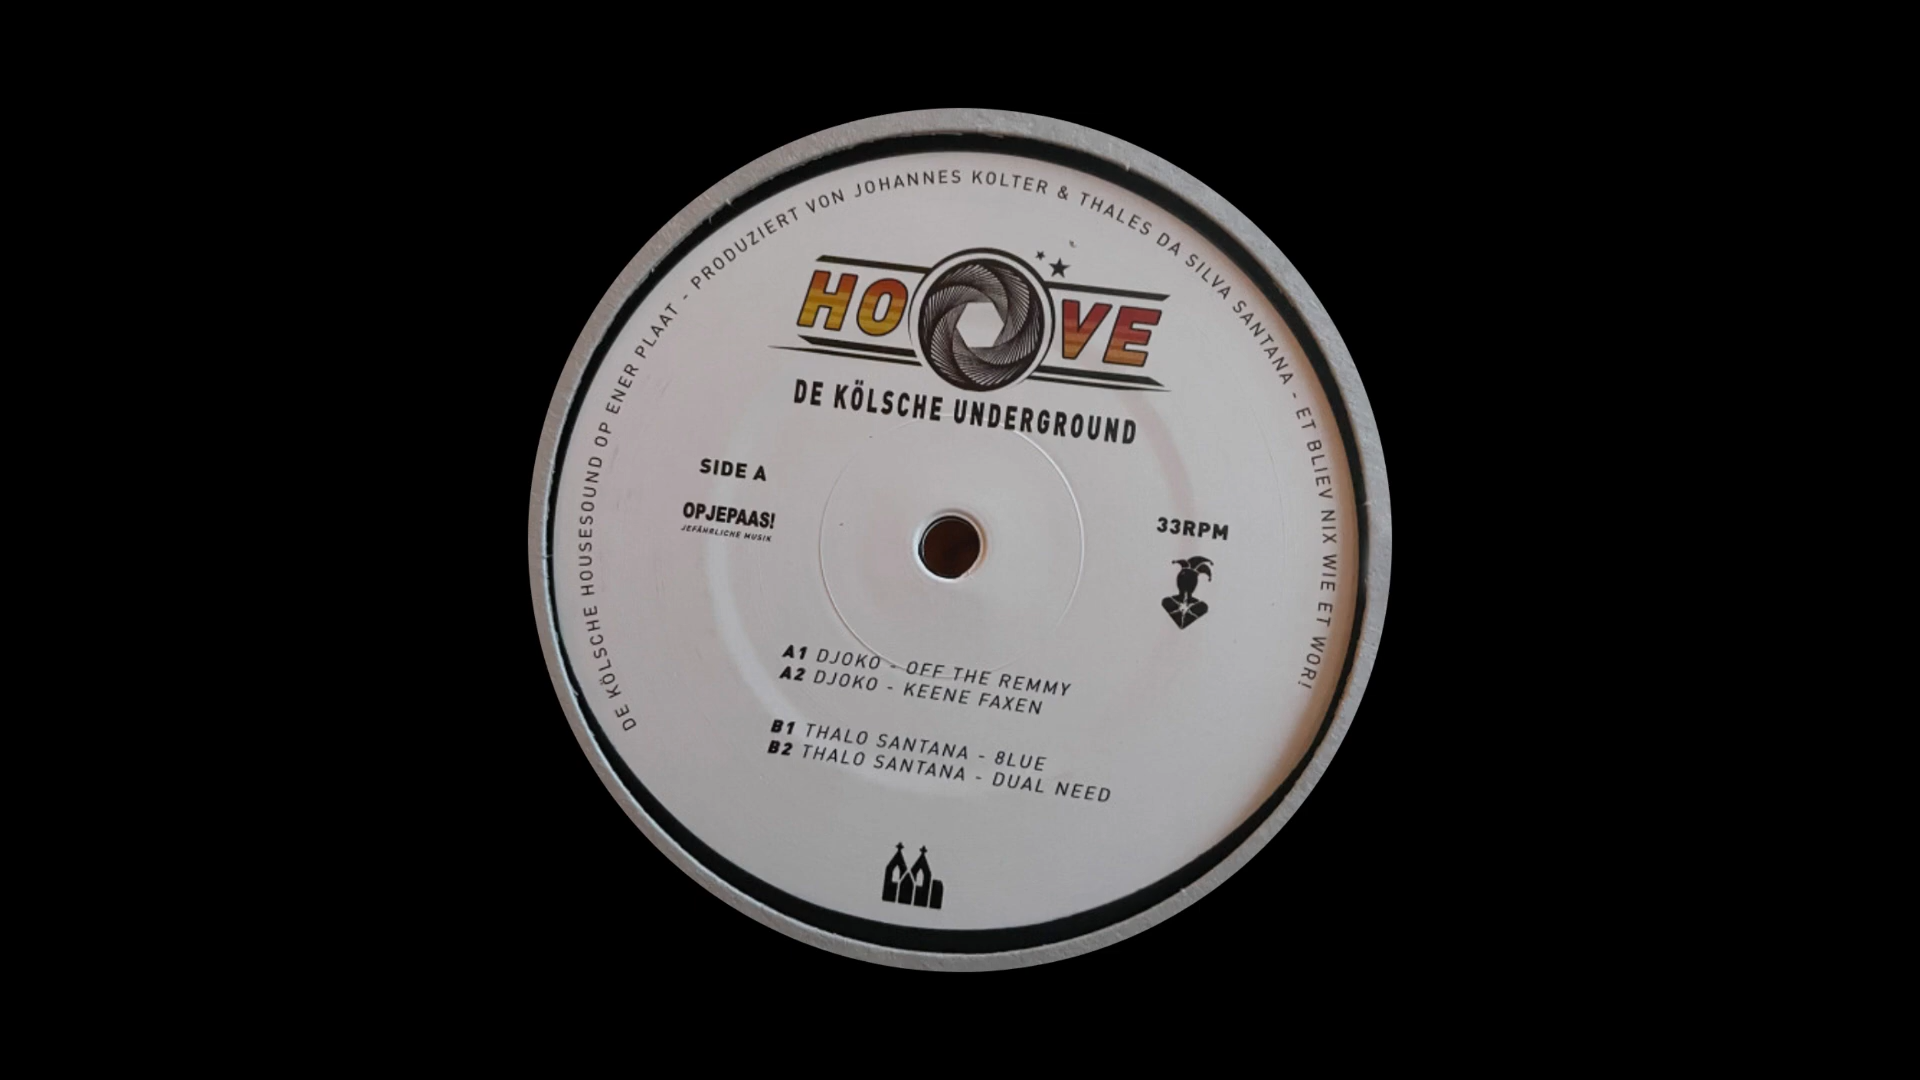 DE KÖLSCHE HOUSESOUND OP ENER PLAAT - PRODUZIERT VON JOHANNES KOLTER & THALES DA SILVA SANTANA - ET BLIEV NIX WIE ET WOR!
HOOVE
DE KÖLSCHE UNDERGROUND
SIDE A
OPJEPAAS!
JEFÄHRLICHE MUSIK
33RPM
A1 DJOKO - OFF THE REMMY
A2 DJOKO - KEENE FAXEN
B1 THALO SANTANA - 8LUE
B2 THALO SANTANA - DUAL NEED